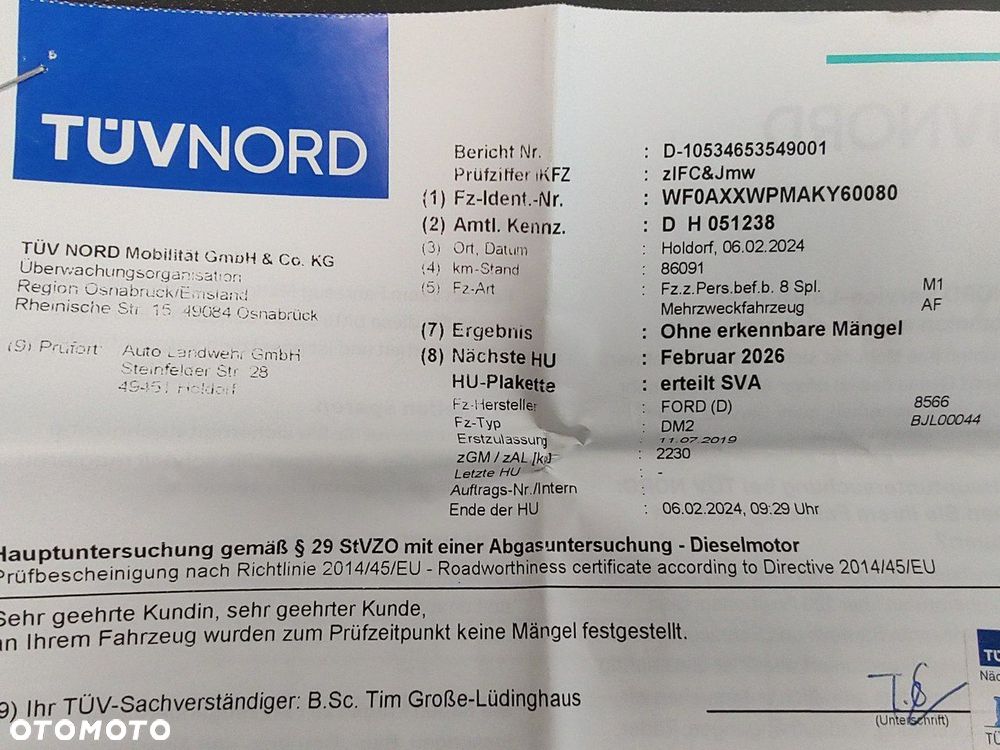 TÜVNORD
Bericht Nr. : D-10534653549001
Prüfziffer iKFZ : zIFC&Jmw
(1) Fz-Ident.-Nr. : WF0AXXWPMAKY60080
(2) Amtl. Kennz. : D H 051238
(3) Ort, Datum : Holdorf, 06.02.2024
(4) km-Stand : 86091
(5) Fz-Art : Fz.z.Pers.bef.b. 8 Spl. M1
Mehrzweckfahrzeug AF
(7) Ergebnis : Ohne erkennbare Mängel
(8) Nächste HU : Februar 2026
HU-Plakette : erteilt SVA
Fz-Hersteller : FORD (D) 8566
Fz-Typ : DM2 BJL00044
Erstzulassung : 11.07.2019
zGM / zAL [kg] : 2230
Letzte HU : -
Auftrags-Nr./Intern :
Ende der HU : 06.02.2024, 09:29 Uhr
TÜV NORD Mobilität GmbH & Co. KG
Überwachungsorganisation
Region Osnabrück/Emsland
Rheinische Str. 15, 49084 Osnabrück
(9) Prüfort: Auto Landwehr GmbH
Steinfelder Str. 28
49451 Holdorf
Hauptuntersuchung gemäß § 29 StVZO mit einer Abgasuntersuchung - Dieselmotor
Prüfbescheinigung nach Richtlinie 2014/45/EU - Roadworthiness certificate according to Directive 2014/45/EU
Sehr geehrte Kundin, sehr geehrter Kunde,
an Ihrem Fahrzeug wurden zum Prüfzeitpunkt keine Mängel festgestellt.
9) Ihr TÜV-Sachverständiger: B.Sc. Tim Große-Lüdinghaus
(Unterschrift)
TÜ
Näc
TÜ
OTOMOTO